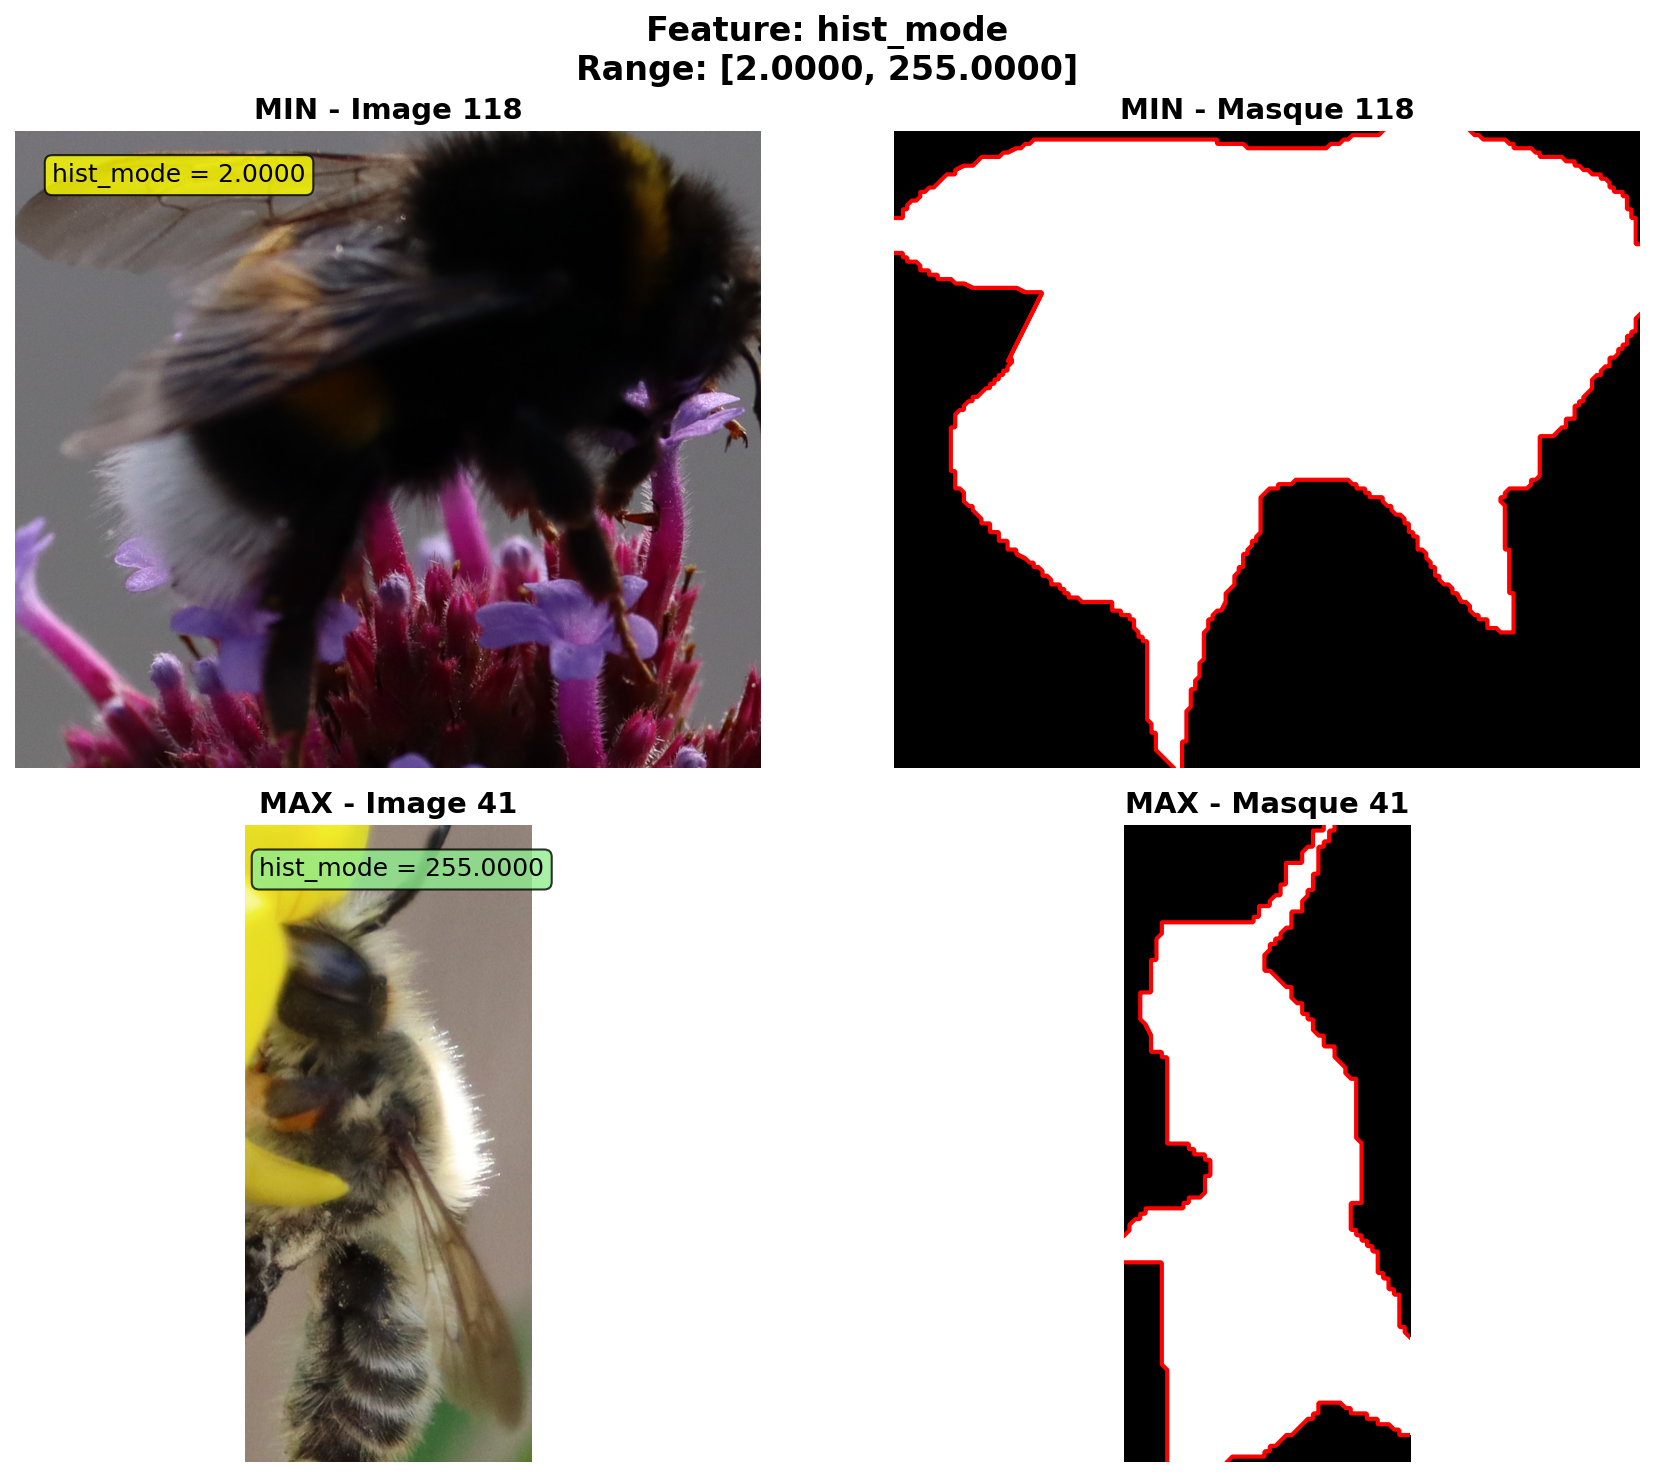 Feature: hist_mode
Range: [2.0000, 255.0000]
MIN - Image 118
MIN - Masque 118
hist_mode = 2.0000
MAX - Image 41
MAX - Masque 41
hist_mode = 255.0000